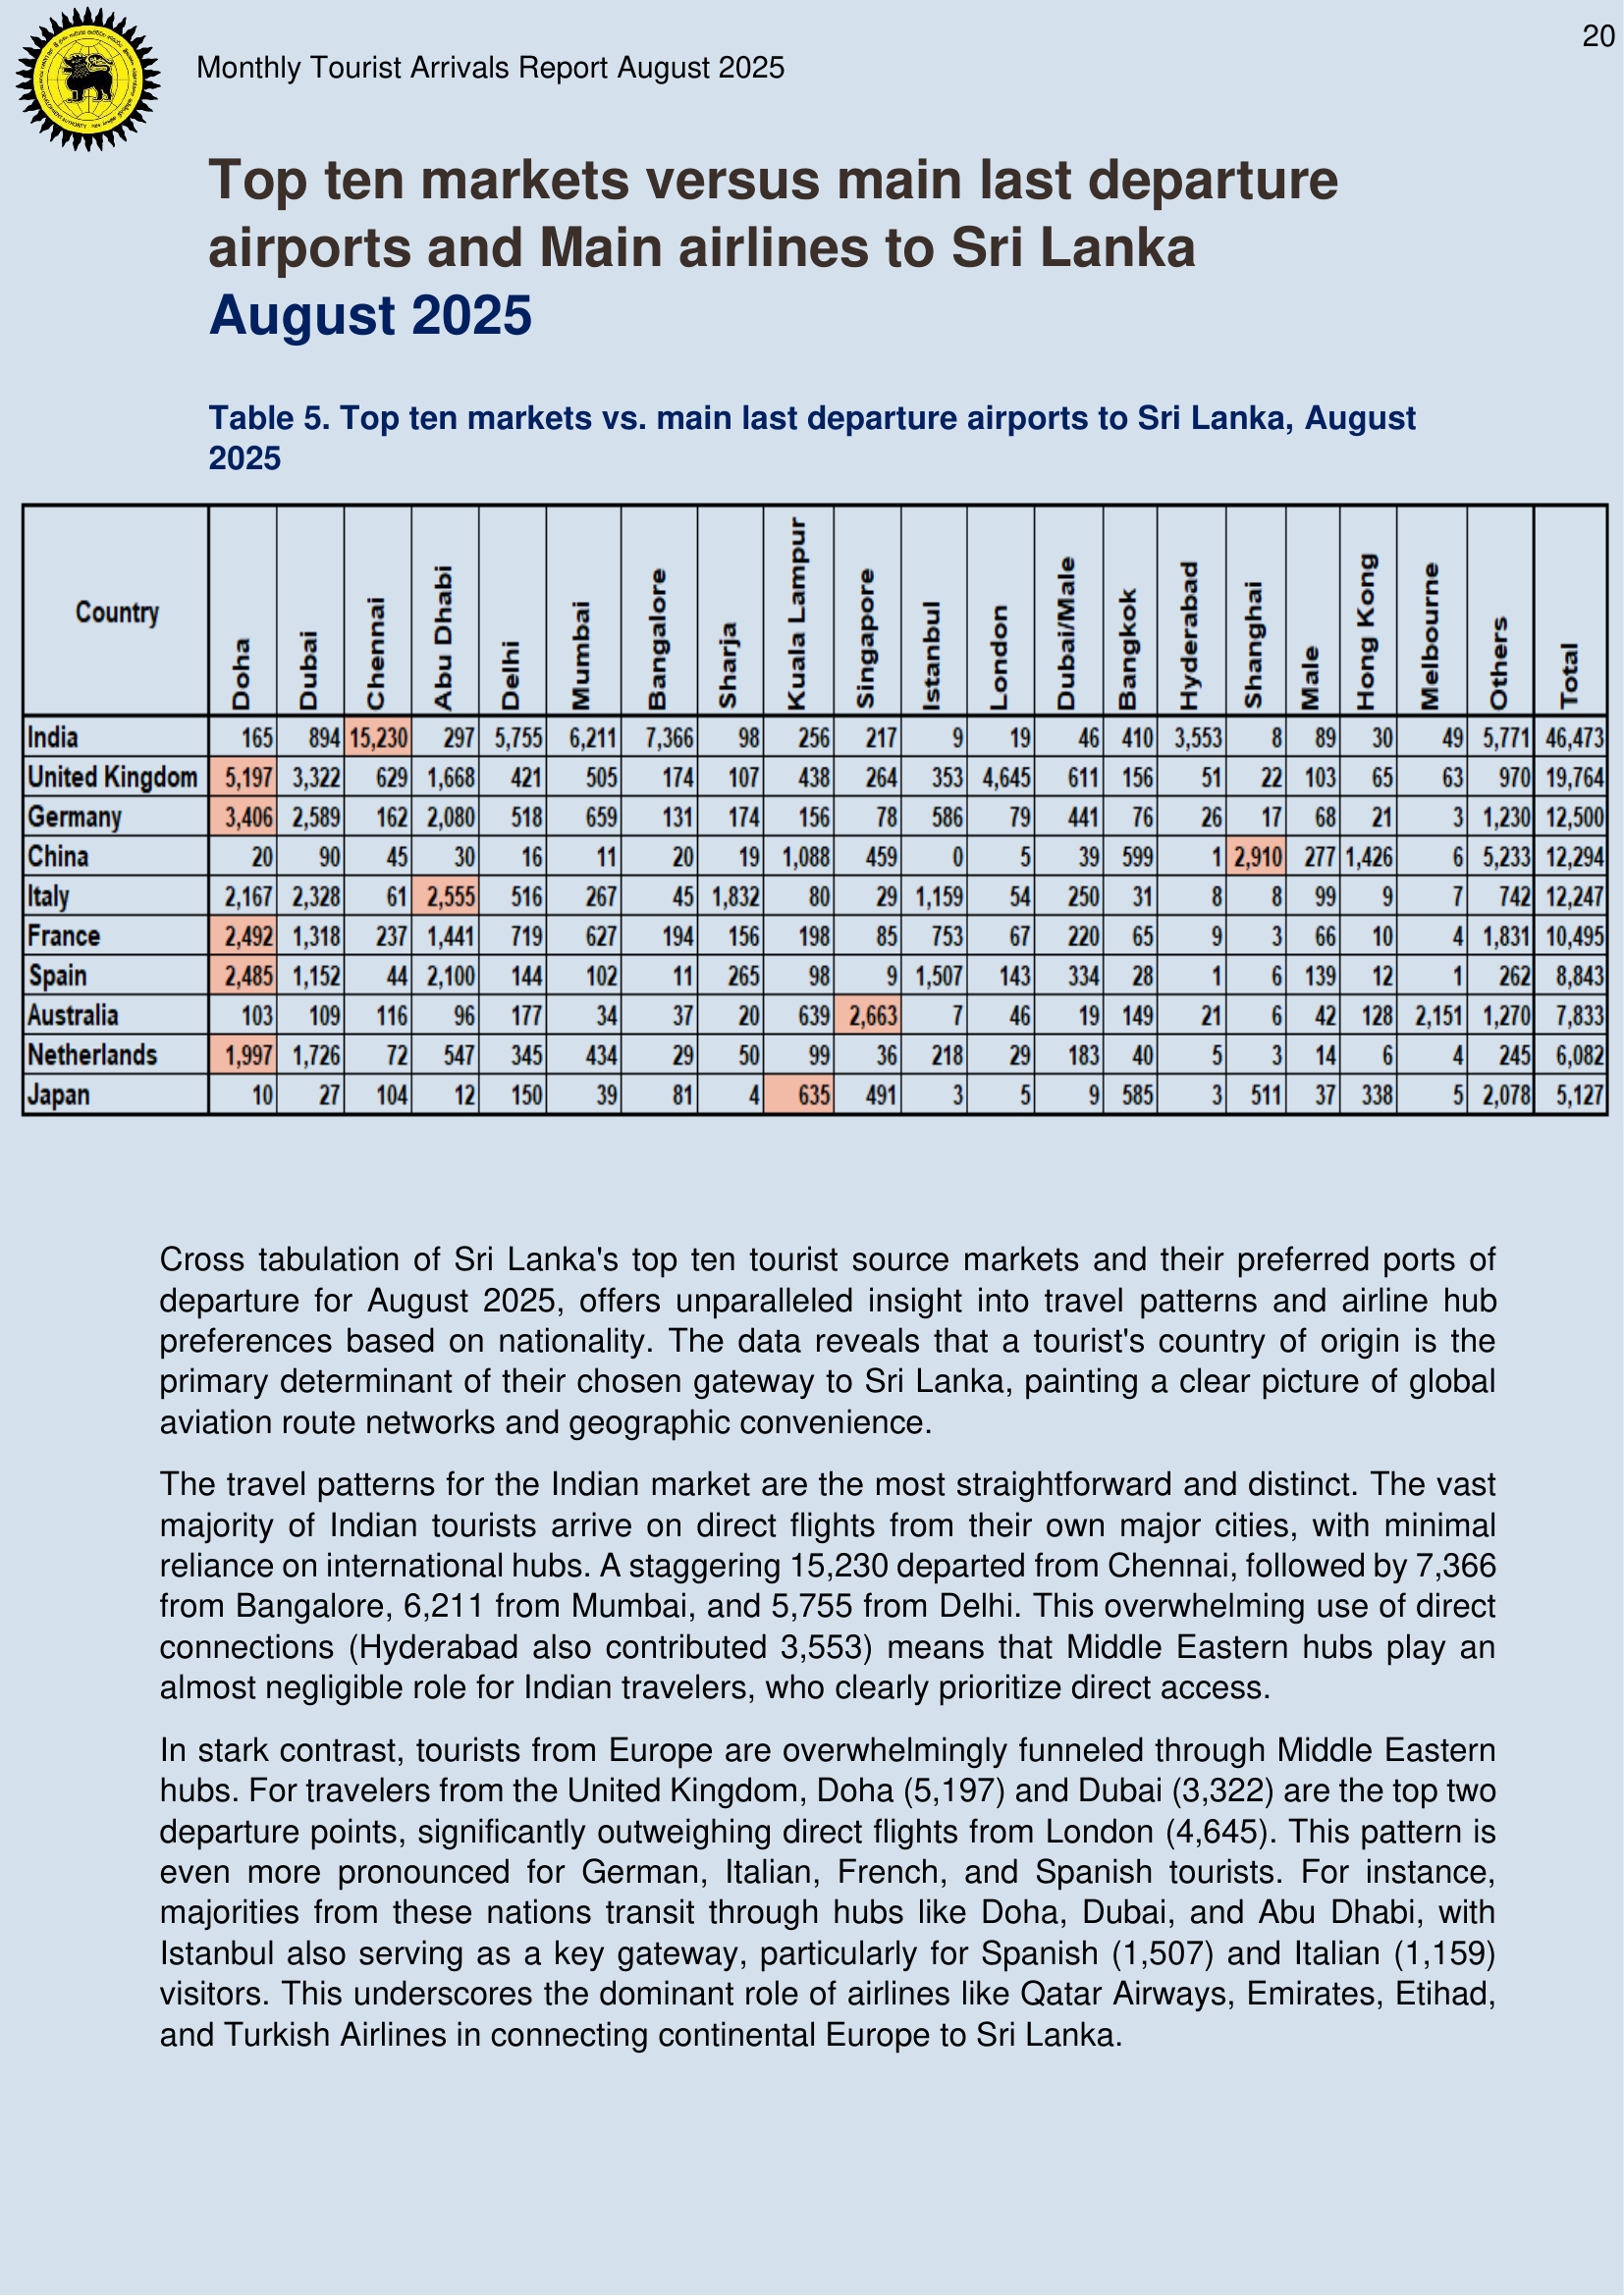 20
Monthly Tourist Arrivals Report August 2025
Top ten markets versus main last departure
airports and Main airlines to Sri Lanka
August 2025
Table 5. Top ten markets vs. main last departure airports to Sri Lanka, August
2025
Country Doha Dubai Chennai Abu Dhabi Delhi Mumbai Bangalore Sharja Kuala Lampur Singapore Istanbul London Dubai/Male Bangkok Hyderabad Shanghai Male Hong Kong Melbourne Others Total
India 165 894 15,230 297 5,755 6,211 7,366 98 256 217 9 19 46 410 3,553 8 89 30 49 5,771 46,473
United Kingdom 5,197 3,322 629 1,668 421 505 174 107 438 264 353 4,645 611 156 51 22 103 65 63 970 19,764
Germany 3,406 2,589 162 2,080 518 659 131 174 156 78 586 79 441 76 26 17 68 21 3 1,230 12,500
China 20 90 45 30 16 11 20 19 1,088 459 0 5 39 599 1 2,910 277 1,426 6 5,233 12,294
Italy 2,167 2,328 61 2,555 516 267 45 1,832 80 29 1,159 54 250 31 8 8 99 9 7 742 12,247
France 2,492 1,318 237 1,441 719 627 194 156 198 85 753 67 220 65 9 3 66 10 4 1,831 10,495
Spain 2,485 1,152 44 2,100 144 102 11 265 98 9 1,507 143 334 28 1 6 139 12 1 262 8,843
Australia 103 109 116 96 177 34 37 20 639 2,663 7 46 19 149 21 6 42 128 2,151 1,270 7,833
Netherlands 1,997 1,726 72 547 345 434 29 50 99 36 218 29 183 40 5 3 14 6 4 245 6,082
Japan 10 27 104 12 150 39 81 4 635 491 3 5 9 585 3 511 37 338 5 2,078 5,127
Cross tabulation of Sri Lanka's top ten tourist source markets and their preferred ports of
departure for August 2025, offers unparalleled insight into travel patterns and airline hub
preferences based on nationality. The data reveals that a tourist's country of origin is the
primary determinant of their chosen gateway to Sri Lanka, painting a clear picture of global
aviation route networks and geographic convenience.
The travel patterns for the Indian market are the most straightforward and distinct. The vast
majority of Indian tourists arrive on direct flights from their own major cities, with minimal
reliance on international hubs. A staggering 15,230 departed from Chennai, followed by 7,366
from Bangalore, 6,211 from Mumbai, and 5,755 from Delhi. This overwhelming use of direct
connections (Hyderabad also contributed 3,553) means that Middle Eastern hubs play an
almost negligible role for Indian travelers, who clearly prioritize direct access.
In stark contrast, tourists from Europe are overwhelmingly funneled through Middle Eastern
hubs. For travelers from the United Kingdom, Doha (5,197) and Dubai (3,322) are the top two
departure points, significantly outweighing direct flights from London (4,645). This pattern is
even more pronounced for German, Italian, French, and Spanish tourists. For instance,
majorities from these nations transit through hubs like Doha, Dubai, and Abu Dhabi, with
Istanbul also serving as a key gateway, particularly for Spanish (1,507) and Italian (1,159)
visitors. This underscores the dominant role of airlines like Qatar Airways, Emirates, Etihad,
and Turkish Airlines in connecting continental Europe to Sri Lanka.